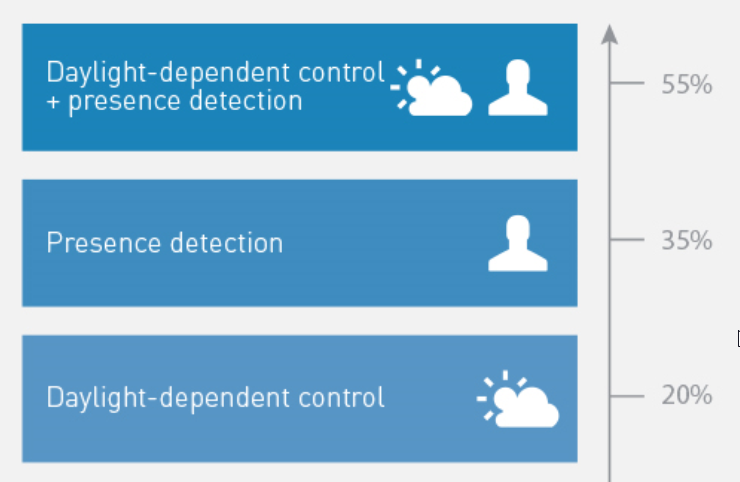 Daylight-dependent control
+ presence detection
55%
Presence detection
35%
Daylight-dependent control
20%